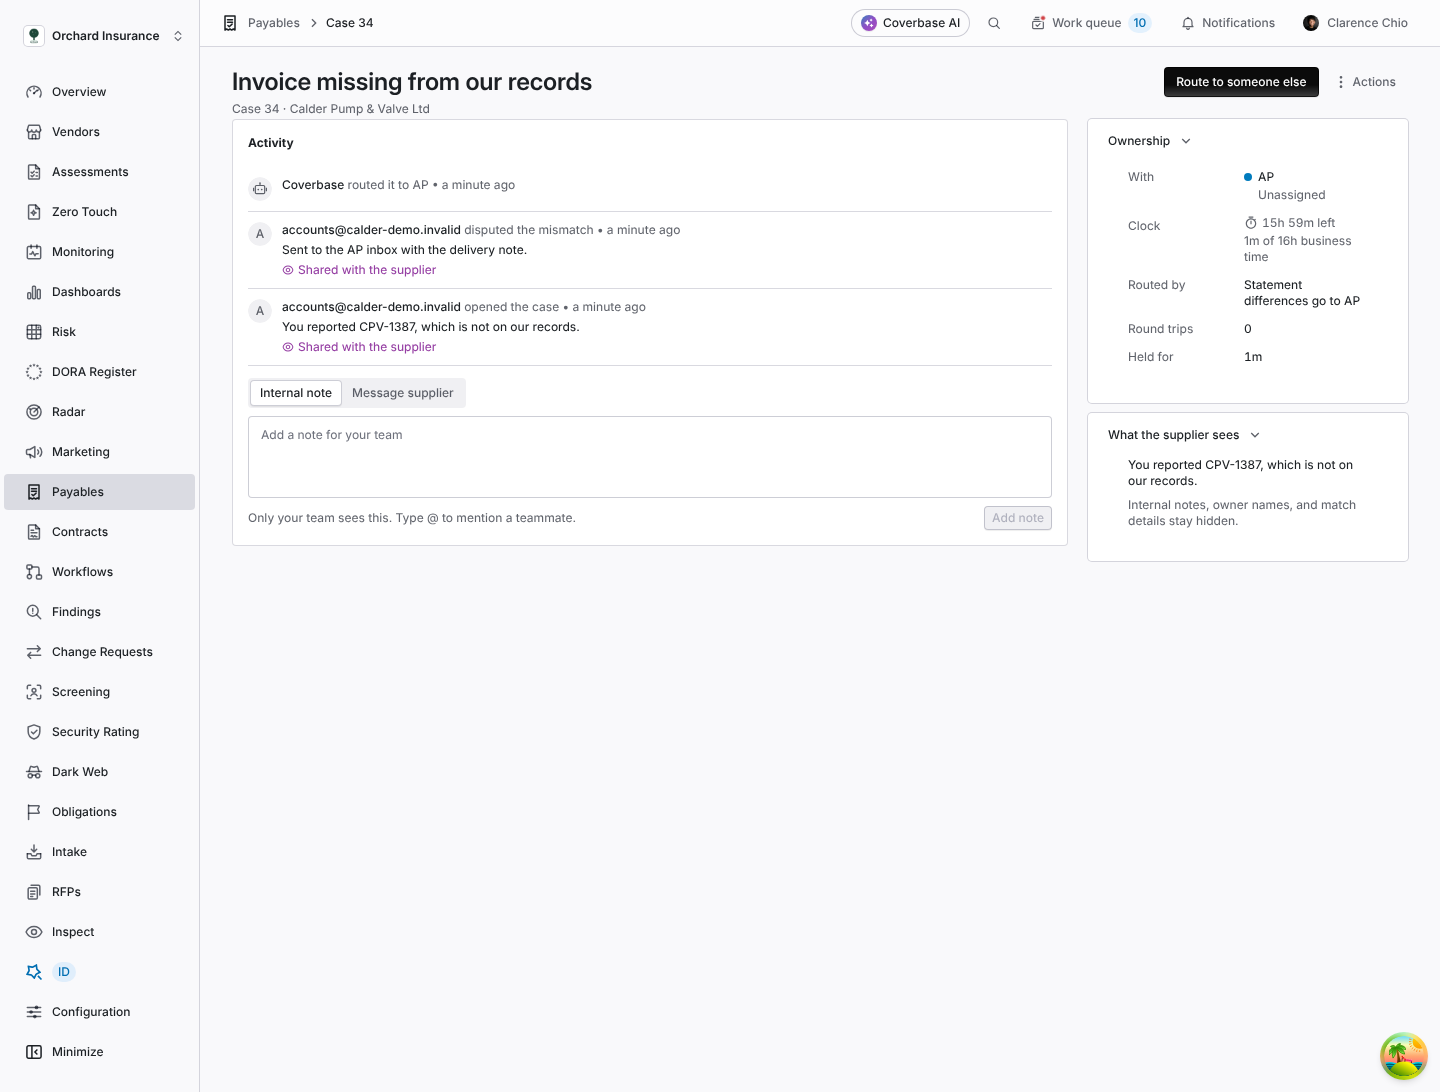 Orchard Insurance
Overview
Vendors
Assessments
Zero Touch
Monitoring
Dashboards
Risk
DORA Register
Radar
Marketing
Payables
Contracts
Workflows
Findings
Change Requests
Screening
Security Rating
Dark Web
Obligations
Intake
RFPs
Inspect
ID
Configuration
Minimize
Payables > Case 34
Coverbase AI
Work queue 10
Notifications
Clarence Chio
Invoice missing from our records
Case 34 · Calder Pump & Valve Ltd
Route to someone else
Actions
Activity
Coverbase routed it to AP • a minute ago
A
accounts@calder-demo.invalid disputed the mismatch • a minute ago
Sent to the AP inbox with the delivery note.
Shared with the supplier
A
accounts@calder-demo.invalid opened the case • a minute ago
You reported CPV-1387, which is not on our records.
Shared with the supplier
Internal note
Message supplier
Add a note for your team
Only your team sees this. Type @ to mention a teammate.
Add note
Ownership
With
AP
Unassigned
Clock
15h 59m left
1m of 16h business
time
Routed by
Statement
differences go to AP
Round trips
0
Held for
1m
What the supplier sees
You reported CPV-1387, which is not on
our records.
Internal notes, owner names, and match
details stay hidden.